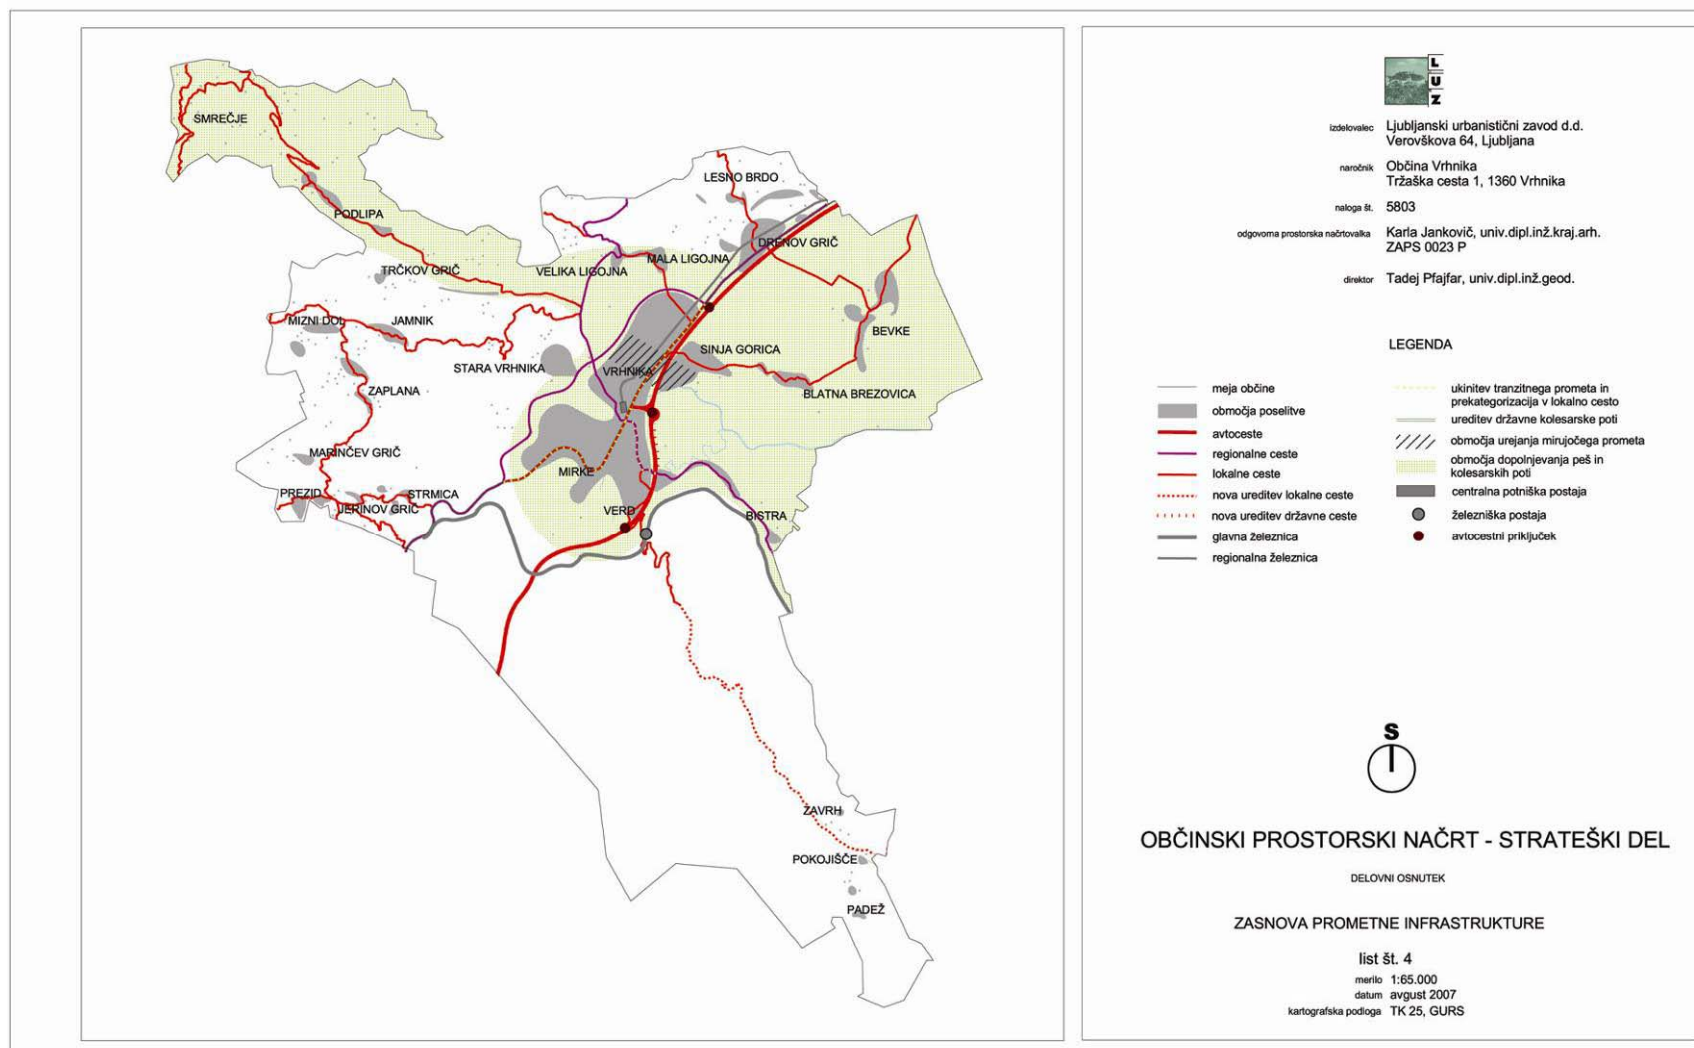 SMREČJE
LESNO BRDO
PODLIPA
DRENOV GRIČ
MALA LIGOJNA
VELIKA LIGOJNA
TRČKOV GRIČ
MIZNI DOL
JAMNIK
BEVKE
SINJA GORICA
STARA VRHNIKA
VRHNIKA
ZAPLANA
BLATNA BREZOVICA
MARINČEV GRIČ
MIRKE
PREZID
STRMICA
JERINOV GRIČ
VERD
BISTRA
ZAVRH
POKOJIŠČE
PADEŽ
L
U
Z
izdelovalec Ljubljanski urbanistični zavod d.d.
Verovškova 64, Ljubljana
naročnik Občina Vrhnika
Tržaška cesta 1, 1360 Vrhnika
naloga št. 5803
odgovorna prostorska načrtovalka Karla Jankovič, univ.dipl.inž.kraj.arh.
ZAPS 0023 P
direktor Tadej Pfajfar, univ.dipl.inž.geod.
LEGENDA
meja občine
območja poselitve
avtoceste
regionalne ceste
lokalne ceste
nova ureditev lokalne ceste
nova ureditev državne ceste
glavna železnica
regionalna železnica
ukinitev tranzitnega prometa in
prekategorizacija v lokalno cesto
ureditev državne kolesarske poti
območja urejanja mirujočega prometa
območja dopolnjevanja peš in
kolesarskih poti
centralna potniška postaja
železniška postaja
avtocestni priključek
S
OBČINSKI PROSTORSKI NAČRT - STRATEŠKI DEL
DELOVNI OSNUTEK
ZASNOVA PROMETNE INFRASTRUKTURE
list št. 4
merilo 1:65.000
datum avgust 2007
kartografska podloga TK 25, GURS